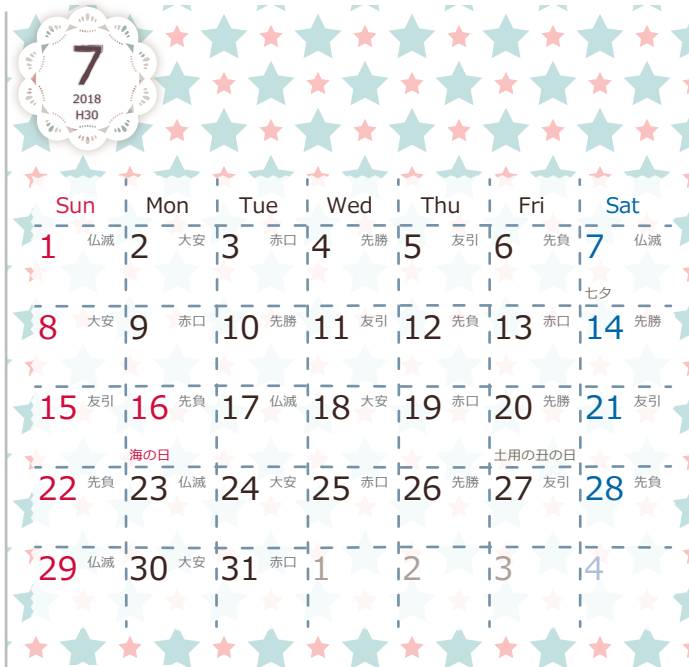 7
2018
H30
Sun Mon Tue Wed Thu Fri Sat
1 仏滅 2 大安 3 赤口 4 先勝 5 友引 6 先負 7 仏滅
七夕
8 大安 9 赤口 10 先勝 11 友引 12 先負 13 赤口 14 先勝
15 友引 16 先負 17 仏滅 18 大安 19 赤口 20 先勝 21 友引
海の日 土用の丑の日
22 先負 23 仏滅 24 大安 25 赤口 26 先勝 27 友引 28 先負
29 仏滅 30 大安 31 赤口 1 2 3 4